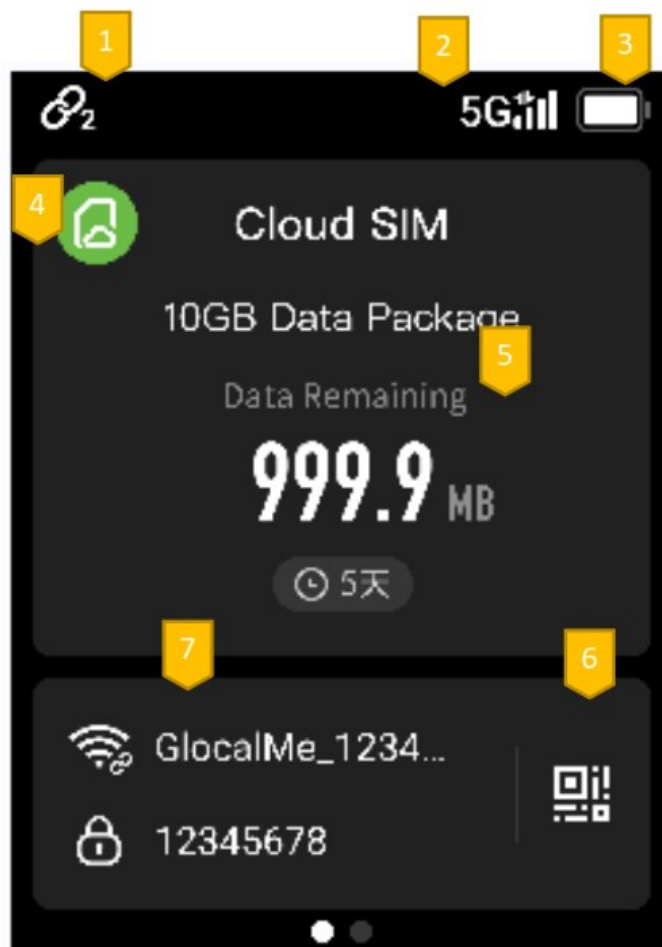 1
2
3
2
5G
4
Cloud SIM
10GB Data Package
5
Data Remaining
999.9 MB
5天
7
6
GlocalMe_1234...
12345678